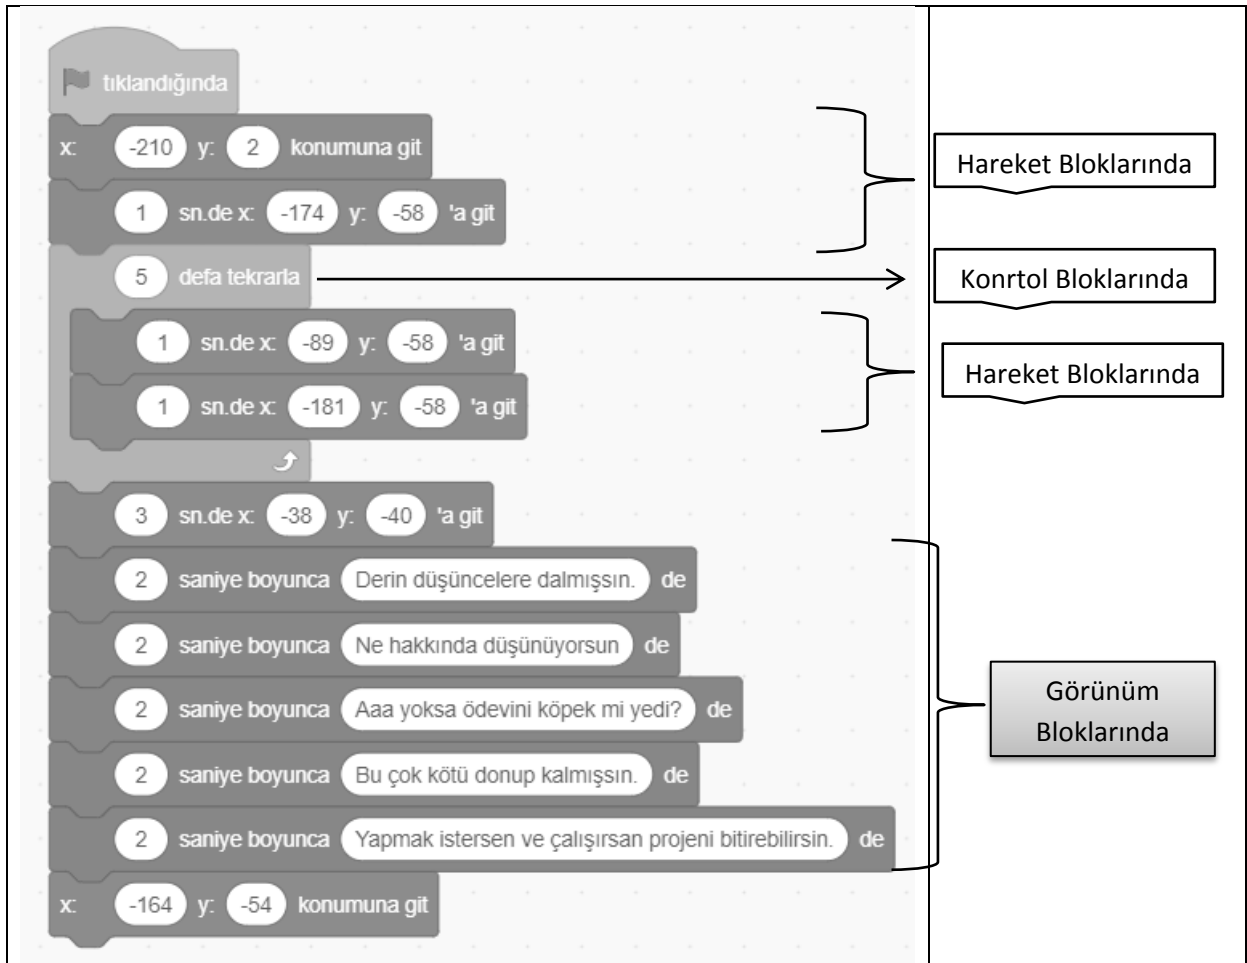 tıklandığında
x: -210 y: 2 konumuna git
1 sn.de x: -174 y: -58 'a git
Hareket Bloklarında
5 defa tekrarla
Konrtol Bloklarında
1 sn.de x: -89 y: -58 'a git
Hareket Bloklarında
1 sn.de x: -181 y: -58 'a git
3 sn.de x: -38 y: -40 'a git
2 saniye boyunca Derin düşüncelere dalmışsın. de
2 saniye boyunca Ne hakkında düşünüyorsun de
2 saniye boyunca Aaa yoksa ödevini köpek mi yedi? de
Görünüm
Bloklarında
2 saniye boyunca Bu çok kötü donup kalmışsın. de
2 saniye boyunca Yapmak istersen ve çalışırsan projeni bitirebilirsin. de
x: -164 y: -54 konumuna git